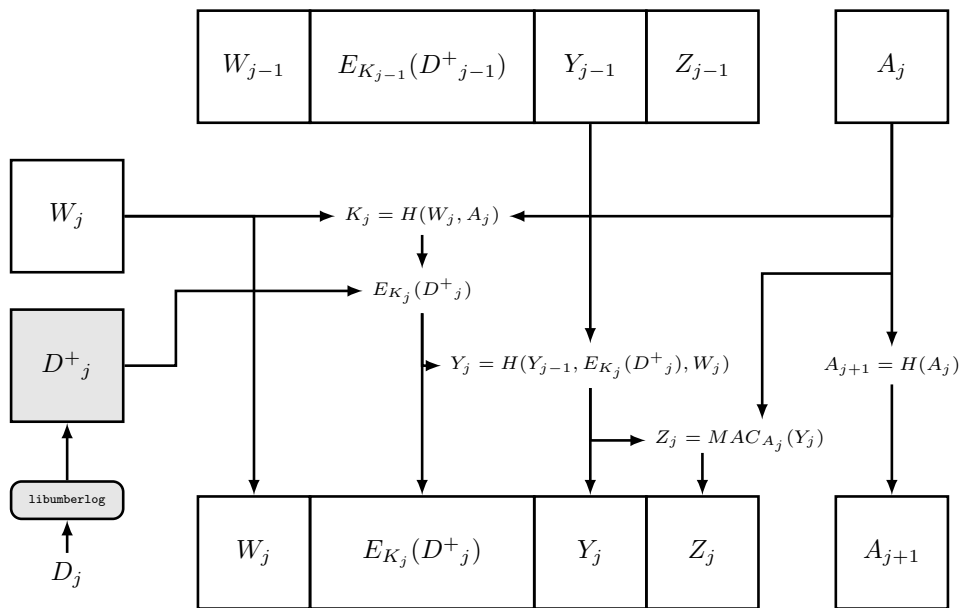 W_{j−1} E_{K_{j−1}}(D^+_{j−1}) Y_{j−1} Z_{j−1} A_j
W_j
K_j = H(W_j, A_j)
E_{K_j}(D^+_j)
D^+_j
Y_j = H(Y_{j−1}, E_{K_j}(D^+_j), W_j)
A_{j+1} = H(A_j)
Z_j = MAC_{A_j}(Y_j)
libumberlog
W_j E_{K_j}(D^+_j) Y_j Z_j A_{j+1}
D_j